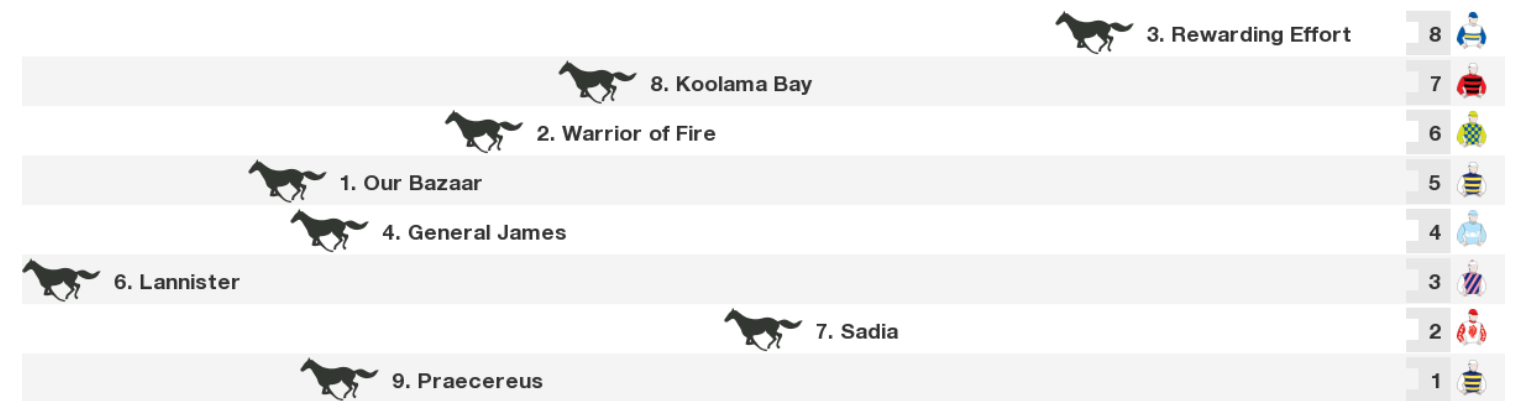 3. Rewarding Effort 8
8. Koolama Bay 7
2. Warrior of Fire 6
1. Our Bazaar 5
4. General James 4
6. Lannister 3
7. Sadia 2
9. Praecereus 1